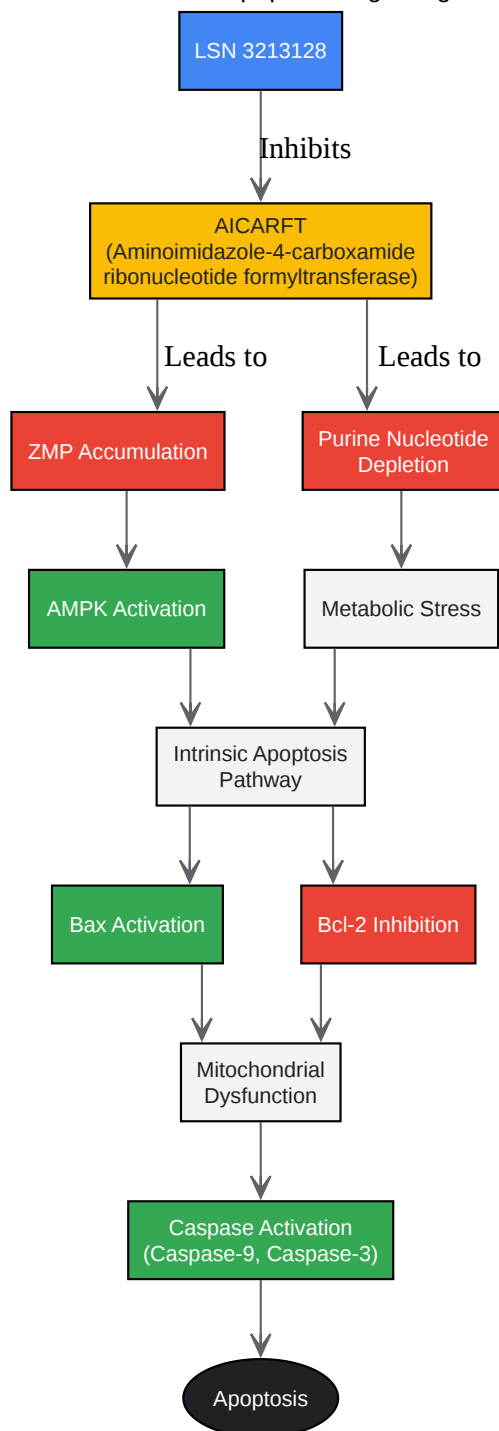 LSN 3213128
Inhibits
AICARFT
(Aminoimidazole-4-carboxamide
ribonucleotide formyltransferase)
Leads to
Leads to
ZMP Accumulation
Purine Nucleotide
Depletion
AMPK Activation
Metabolic Stress
Intrinsic Apoptosis
Pathway
Bax Activation
Bcl-2 Inhibition
Mitochondrial
Dysfunction
Caspase Activation
(Caspase-9, Caspase-3)
Apoptosis